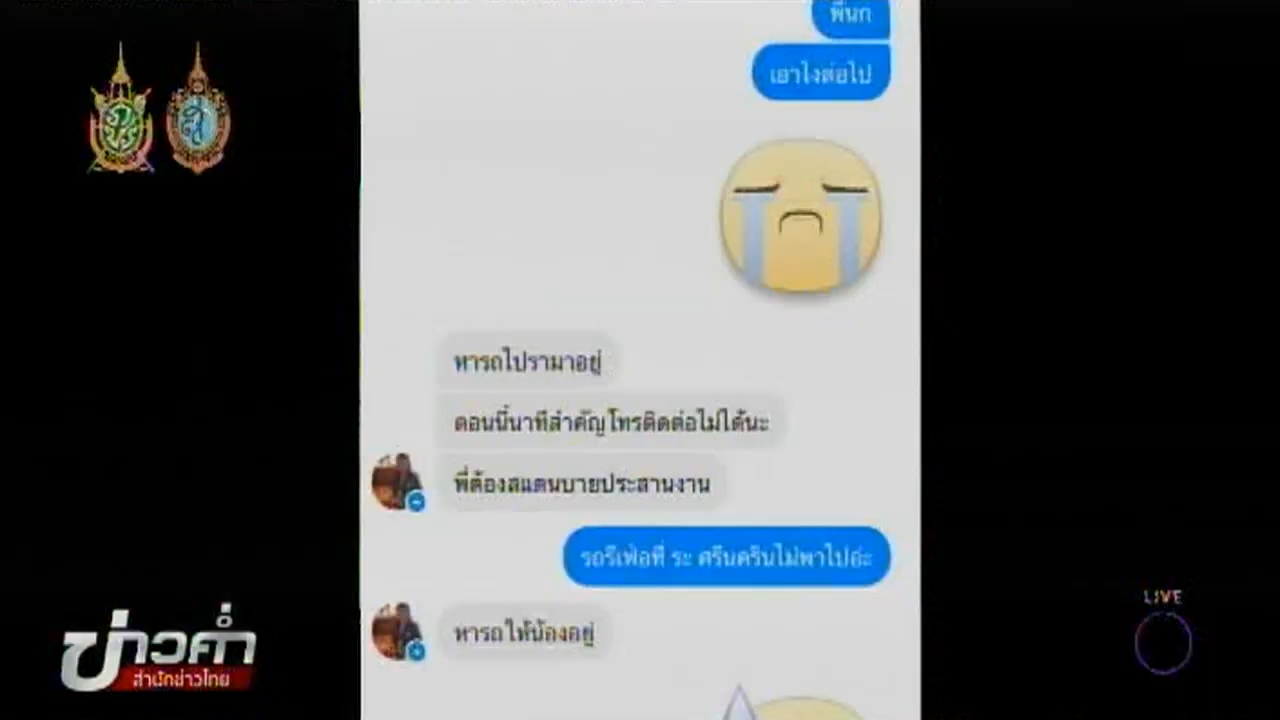 พี่นก
เอาไงต่อไป
หารถไปรามาอยู่
ตอนนี้นาทีสำคัญโทรติดต่อไม่ได้นะ
พี่ต้องสแตนบายประสานงาน
รถรีเฟ้อที่ ระ ศรีนครินไม่พาไปอ่ะ
หารถให้น้องอยู่
LIVE
ข่าวค่ำ
สำนักข่าวไทย